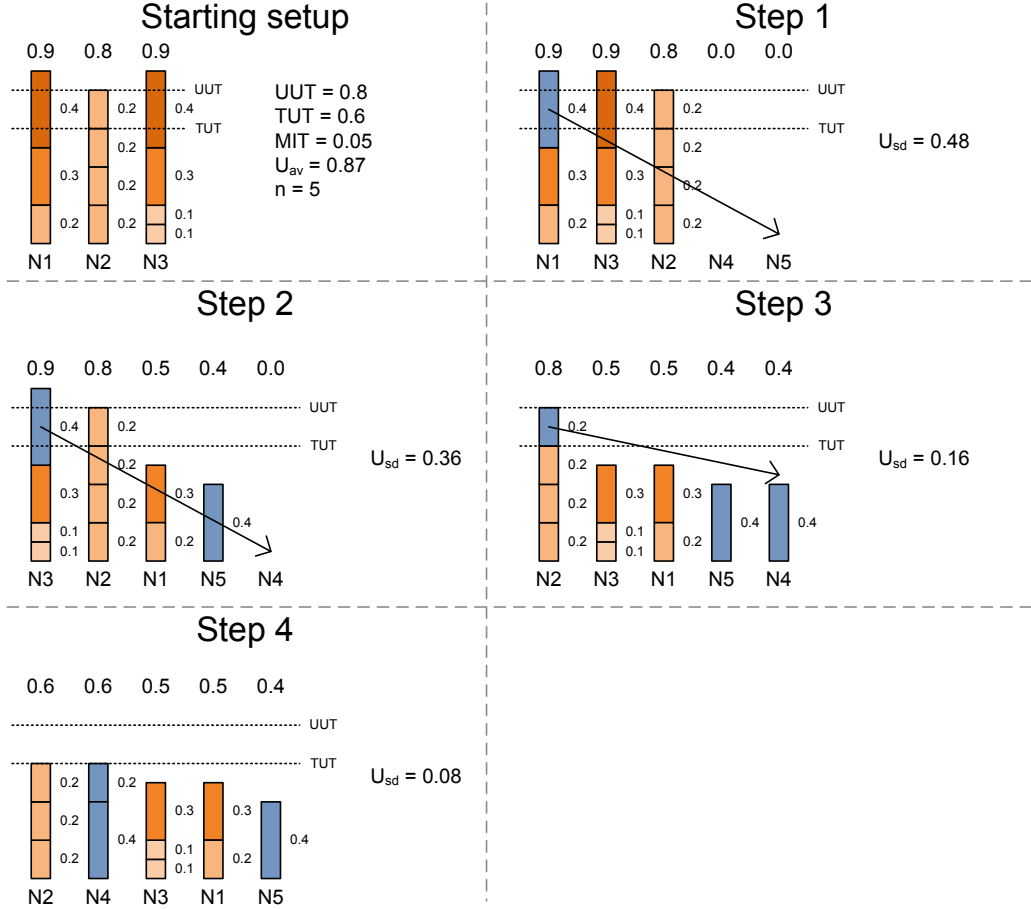 Starting setup
0.9 0.8 0.9
UUT
0.4 0.2 0.4
TUT
0.2
0.3 0.2 0.3
0.1
0.2 0.2 0.1
N1 N2 N3
UUT = 0.8
TUT = 0.6
MIT = 0.05
Uav = 0.87
n = 5
Step 1
0.9 0.9 0.8 0.0 0.0
UUT
0.4 0.4 0.2
TUT
0.2
0.3 0.3 0.2
0.1
0.2 0.1 0.2
N1 N3 N2 N4 N5
Usd = 0.48
Step 2
0.9 0.8 0.5 0.4 0.0
UUT
0.4 0.2
TUT
0.2
0.3 0.2 0.3
0.1 0.4
0.1 0.2 0.2
N3 N2 N1 N5 N4
Usd = 0.36
Step 3
0.8 0.5 0.5 0.4 0.4
UUT
0.2
TUT
0.2
0.2 0.3 0.3
0.1 0.4 0.4
0.2 0.1 0.2
N2 N3 N1 N5 N4
Usd = 0.16
Step 4
0.6 0.6 0.5 0.5 0.4
UUT
TUT
0.2 0.2
0.2 0.3 0.3
0.4 0.1 0.4
0.2 0.1 0.2
N2 N4 N3 N1 N5
Usd = 0.08